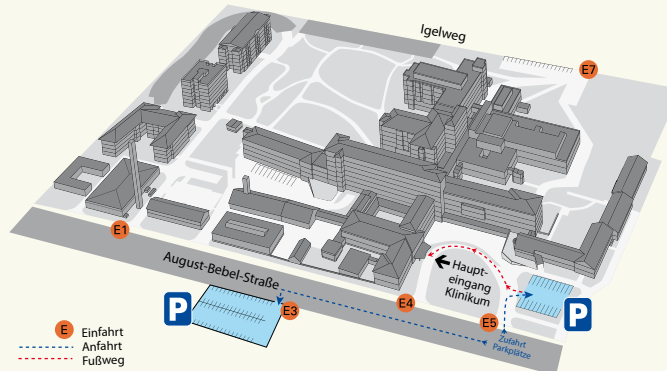 Igelweg
E7
E1
August-Bebel-Straße
Haupt-
eingang
Klinikum
E4
P
E3
E5
P
Zufahrt
Parkplätze
E Einfahrt
Anfahrt
Fußweg